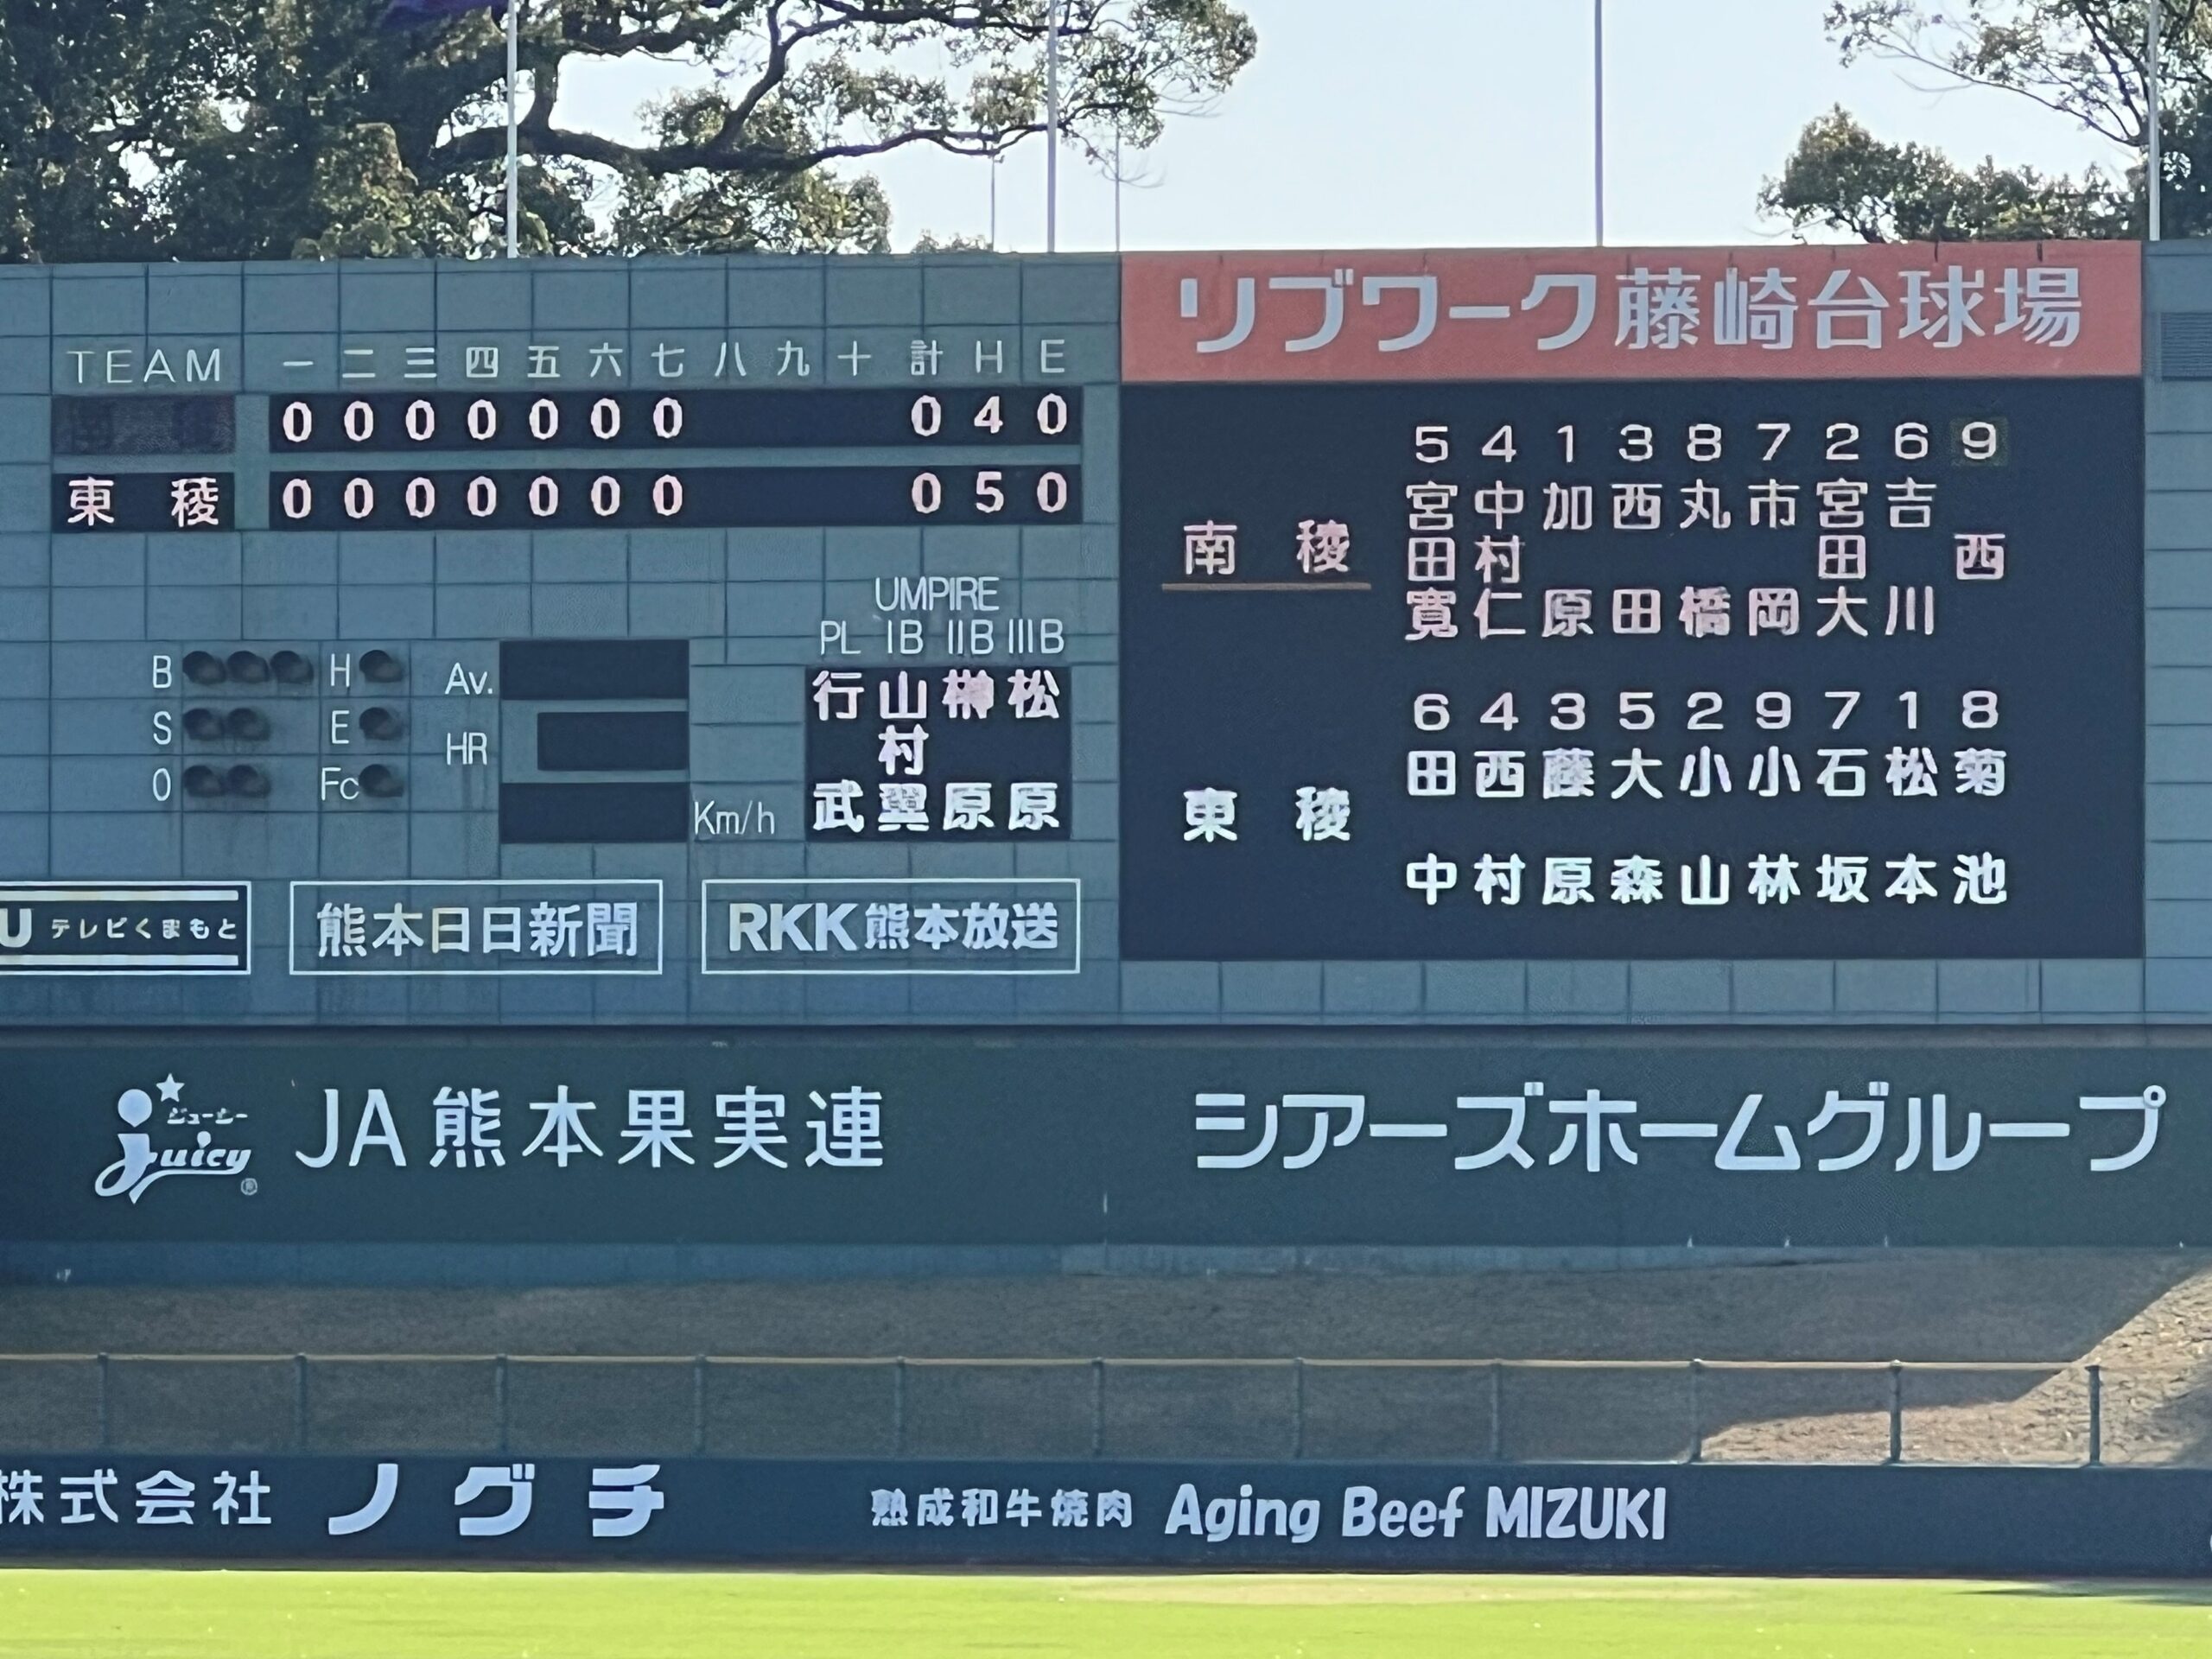 リブワーク藤崎台球場
TEAM 一 二 三 四 五 六 七 八 九 十 計 H E
0 0 0 0 0 0 0 0 4 0
東稜 0 0 0 0 0 0 0 0 5 0
UMPIRE
PL IB IIB IIIB
行武 山村翼 榊原 松原
B H Av.
S E HR
O Fc Km/h
南稜
5 4 1 3 8 7 2 6 9
宮田寛 中村仁 加原 西田 丸橋 市岡 宮田大 吉川 西
東稜
6 4 3 5 2 9 7 1 8
田中 西村 藤原 大森 小山 小林 石坂 松本 菊池
U テレビくまもと
熊本日日新聞
RKK熊本放送
ジューシー
juicy ®
JA熊本果実連
シアーズホームグループ
株式会社 ノグチ
熟成和牛焼肉 Aging Beef MIZUKI